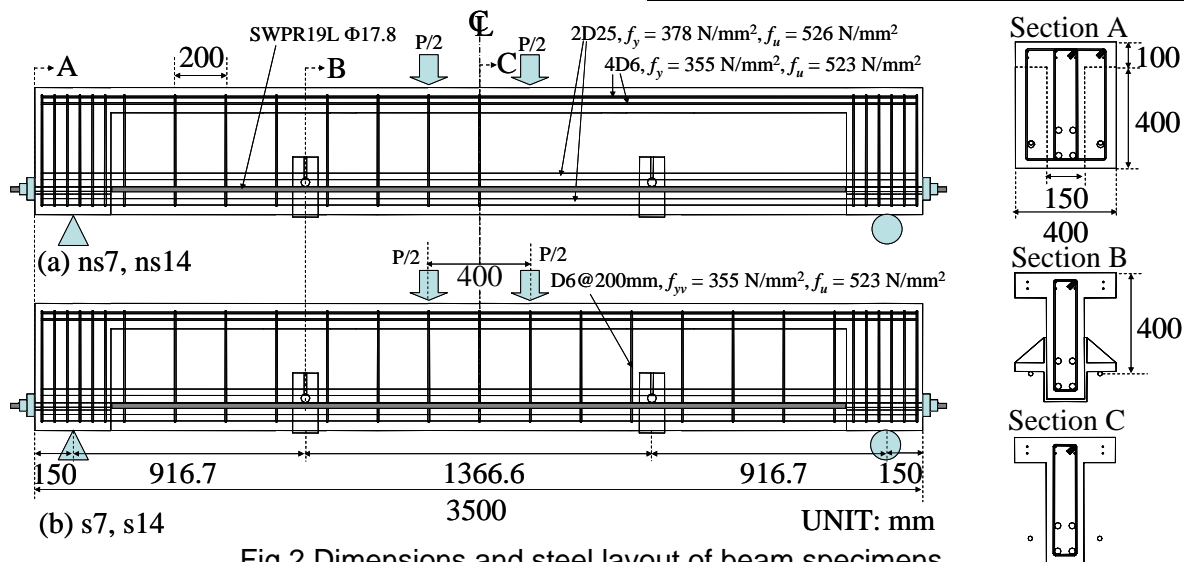 SWPR19L Φ17.8
P/2
℄
P/2
2D25, fy = 378 N/mm², fu = 526 N/mm²
4D6, fy = 355 N/mm², fu = 523 N/mm²
200
A
B
C
(a) ns7, ns14
P/2
P/2
400
D6@200mm, fyv = 355 N/mm², fu = 523 N/mm²
150
916.7
1366.6
916.7
150
3500
(b) s7, s14
UNIT: mm
Section A
100
400
150
400
Section B
400
Section C
Fig 2 Dimensions and steel layout of beam specimens